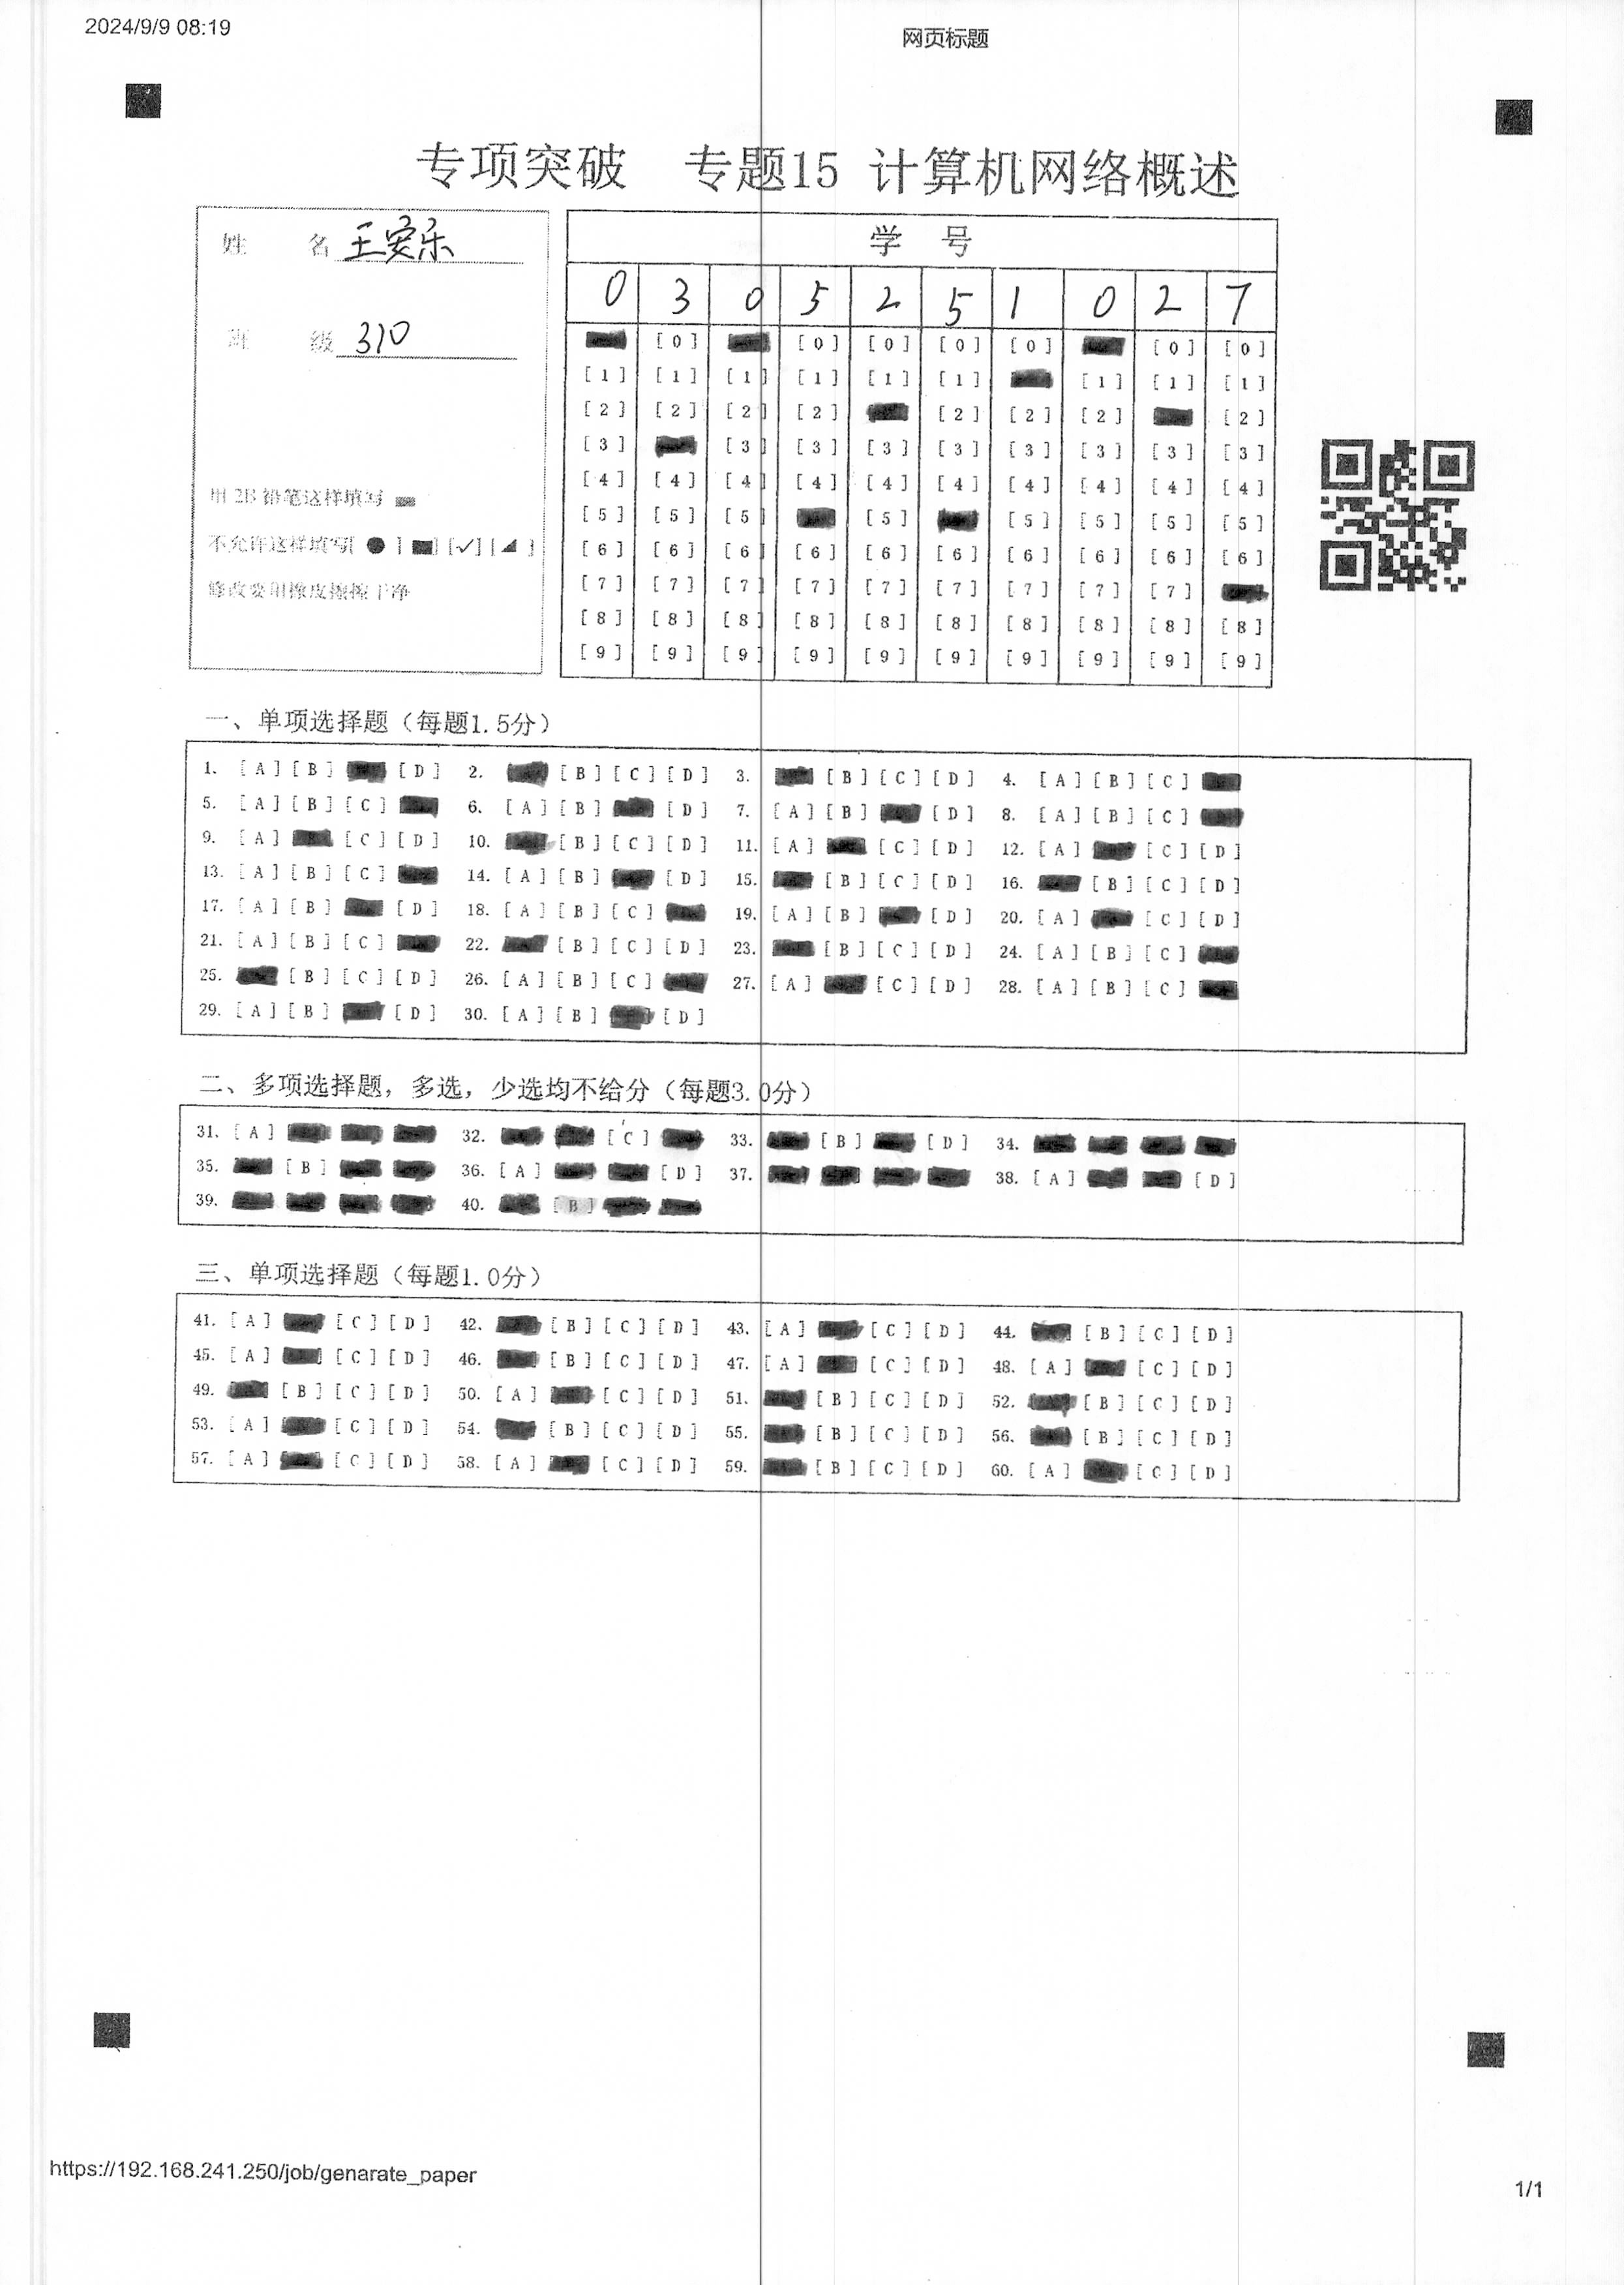 2024/9/9 08:19
网页标题
专项突破 专题15 计算机网络概述
姓 名 王安乐
班 级 310
用 2B 铅笔这样填写
不允许这样填写[ ● ] [■] [✓] [◢ ]
修改要用橡皮擦擦干净
学 号
0 3 0 5 2 5 1 0 2 7
[0] [0] [0] [0] [0] [0] [0]
[1] [1] [1] [1] [1] [1] [1] [1] [1]
[2] [2] [2] [2] [2] [2] [2] [2]
[3] [3] [3] [3] [3] [3] [3] [3] [3]
[4] [4] [4] [4] [4] [4] [4] [4] [4] [4]
[5] [5] [5] [5] [5] [5] [5] [5]
[6] [6] [6] [6] [6] [6] [6] [6] [6] [6]
[7] [7] [7] [7] [7] [7] [7] [7] [7]
[8] [8] [8] [8] [8] [8] [8] [8] [8] [8]
[9] [9] [9] [9] [9] [9] [9] [9] [9] [9]
一、单项选择题（每题1.5分）
1. [A] [B] [D] 2. [B] [C] [D] 3. [B] [C] [D] 4. [A] [B] [C]
5. [A] [B] [C] 6. [A] [B] [D] 7. [A] [B] [D] 8. [A] [B] [C]
9. [A] [C] [D] 10. [B] [C] [D] 11. [A] [C] [D] 12. [A] [C] [D]
13. [A] [B] [C] 14. [A] [B] [D] 15. [B] [C] [D] 16. [B] [C] [D]
17. [A] [B] [D] 18. [A] [B] [C] 19. [A] [B] [D] 20. [A] [C] [D]
21. [A] [B] [C] 22. [B] [C] [D] 23. [B] [C] [D] 24. [A] [B] [C]
25. [B] [C] [D] 26. [A] [B] [C] 27. [A] [C] [D] 28. [A] [B] [C]
29. [A] [B] [D] 30. [A] [B] [D]
二、多项选择题，多选，少选均不给分（每题3.0分）
31. [A] 32. [C] 33. [B] [D] 34.
35. [B] 36. [A] [D] 37. 38. [A] [D]
39. 40. [B]
三、单项选择题（每题1.0分）
41. [A] [C] [D] 42. [B] [C] [D] 43. [A] [C] [D] 44. [B] [C] [D]
45. [A] [C] [D] 46. [B] [C] [D] 47. [A] [C] [D] 48. [A] [C] [D]
49. [B] [C] [D] 50. [A] [C] [D] 51. [B] [C] [D] 52. [B] [C] [D]
53. [A] [C] [D] 54. [B] [C] [D] 55. [B] [C] [D] 56. [B] [C] [D]
57. [A] [C] [D] 58. [A] [C] [D] 59. [B] [C] [D] 60. [A] [C] [D]
https://192.168.241.250/job/genarate_paper
1/1